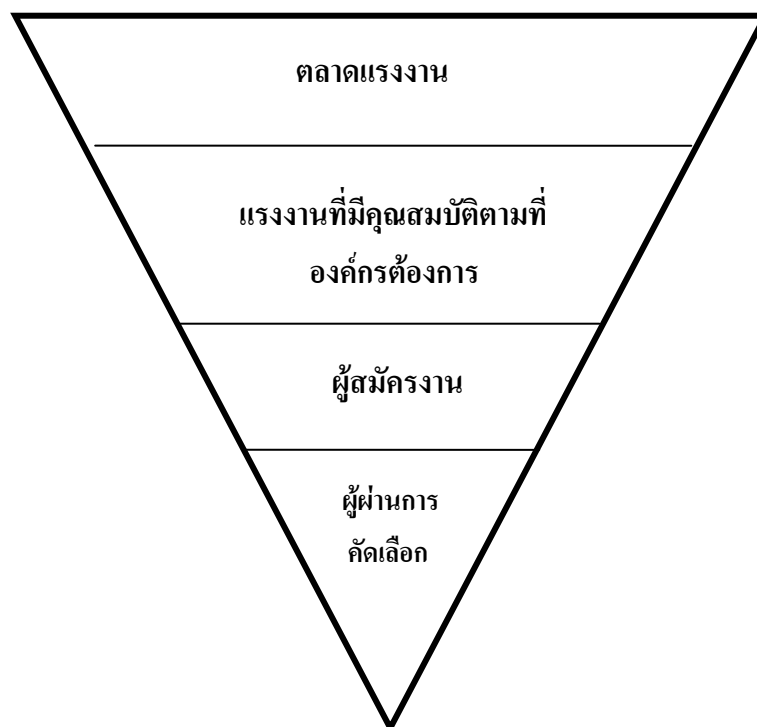 ตลาดแรงงาน
แรงงานที่มีคุณสมบัติตามที่
องค์กรต้องการ
ผู้สมัครงาน
ผู้ผ่านการ
คัดเลือก